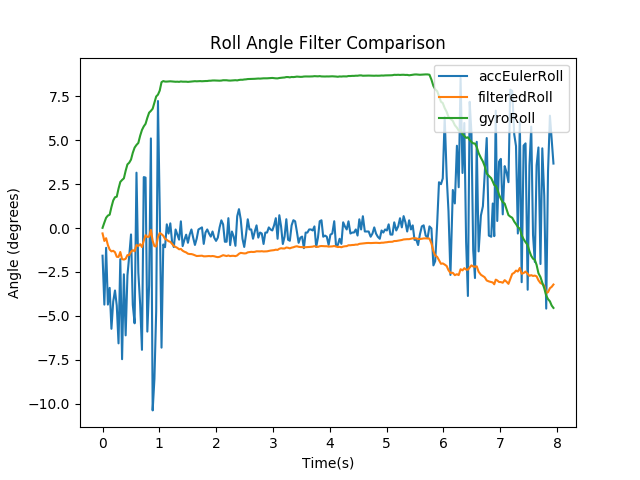 Roll Angle Filter Comparison
accEulerRoll
filteredRoll
gyroRoll
7.5
5.0
2.5
0.0
−2.5
−5.0
−7.5
−10.0
Angle (degrees)
0 1 2 3 4 5 6 7 8
Time(s)